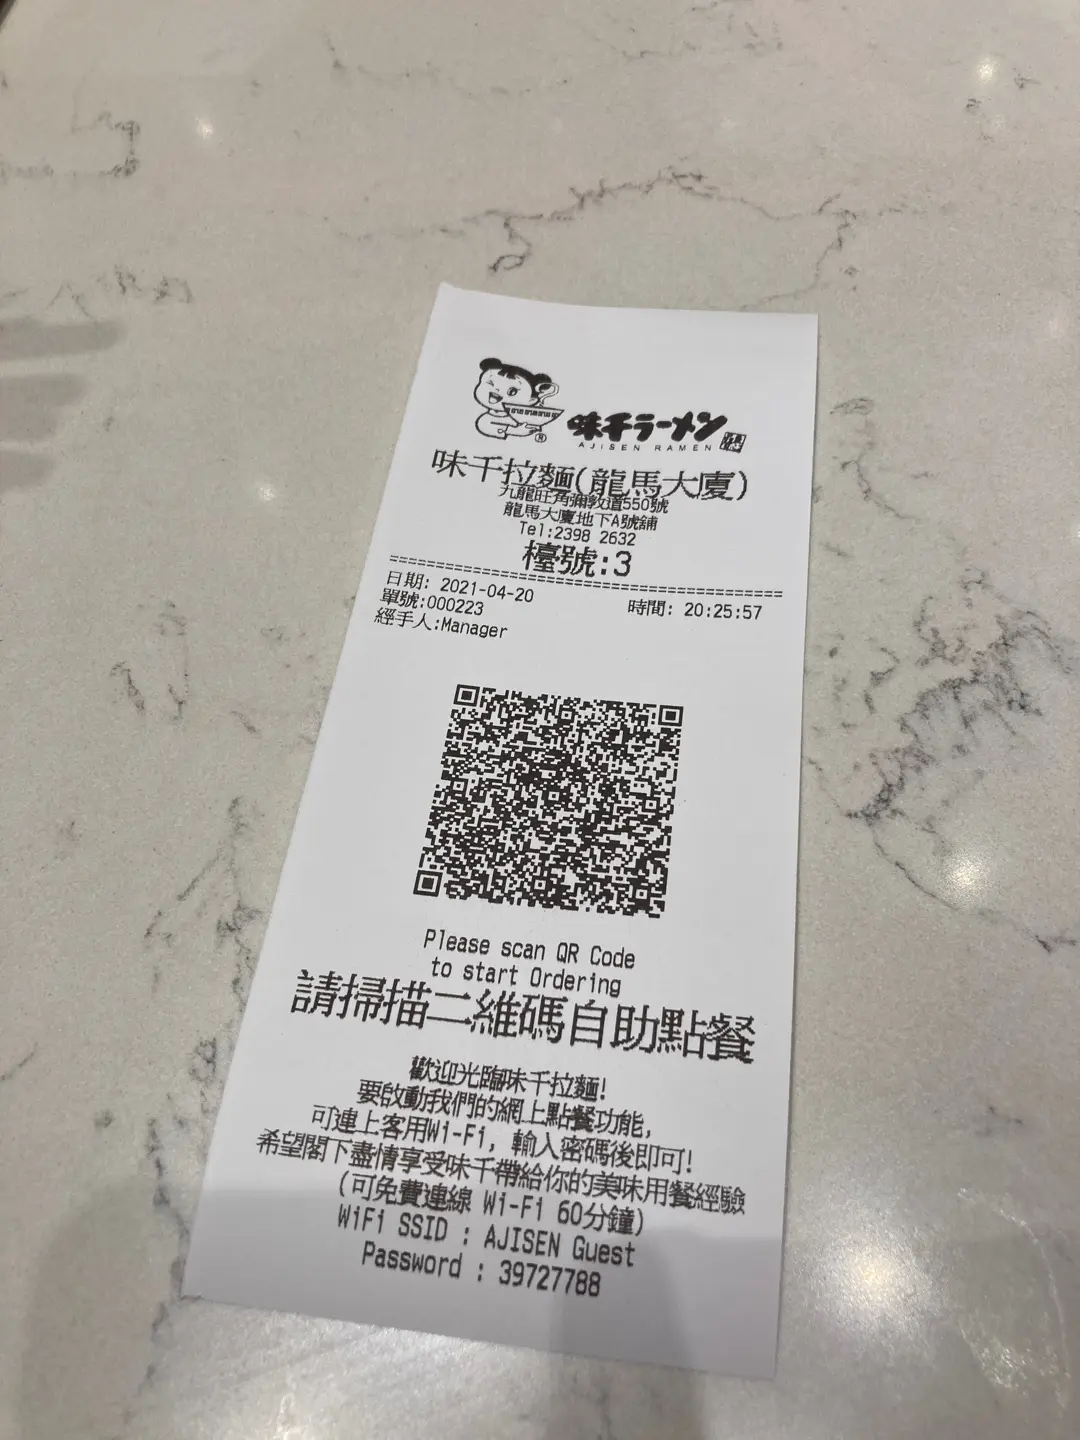 味千ラーメン
AJISEN RAMEN
味千拉麵(龍馬大廈)
九龍旺角彌敦道550號
龍馬大廈地下A號舖
Tel:2398 2632
檯號:3
日期: 2021-04-20 時間: 20:25:57
單號:000223
經手人:Manager
Please scan QR Code
to start Ordering
請掃描二維碼自助點餐
歡迎光臨味千拉麵!
要啟動我們的網上點餐功能,
可連上客用Wi-Fi, 輸入密碼後即可!
希望閣下盡情享受味千帶給你的美味用餐經驗
(可免費連線 Wi-Fi 60分鐘)
WiFi SSID : AJISEN Guest
Password : 39727788